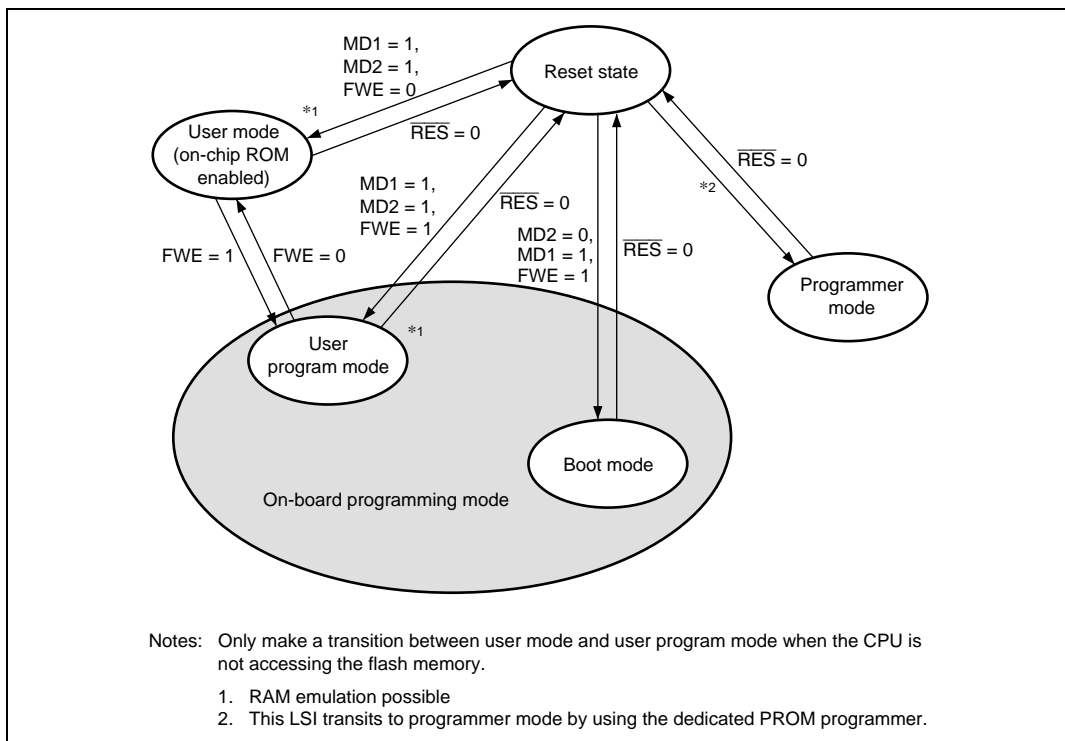 MD1 = 1,
MD2 = 1,
FWE = 0
Reset state
*1
RES = 0
User mode
(on-chip ROM
enabled)
RES = 0
*2
MD1 = 1,
MD2 = 1,
FWE = 1
RES = 0
MD2 = 0,
MD1 = 1,
FWE = 1
RES = 0
FWE = 1
FWE = 0
Programmer
mode
*1
User
program mode
Boot mode
On-board programming mode
Notes: Only make a transition between user mode and user program mode when the CPU is
not accessing the flash memory.
1. RAM emulation possible
2. This LSI transits to programmer mode by using the dedicated PROM programmer.